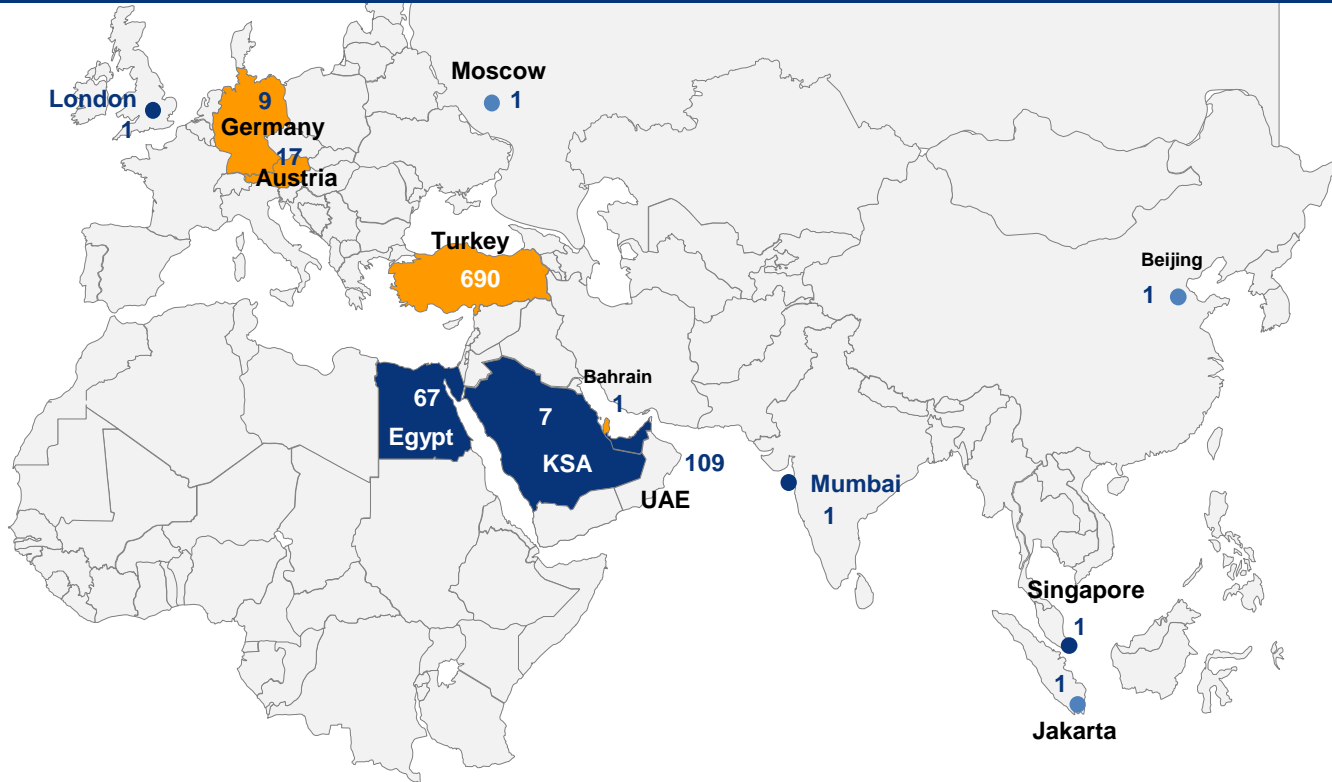 Moscow
1
London
1
9
Germany
17
Austria
Turkey
690
Beijing
1
Bahrain
1
67
Egypt
7
KSA
109
UAE
Mumbai
1
Singapore
1
1
Jakarta